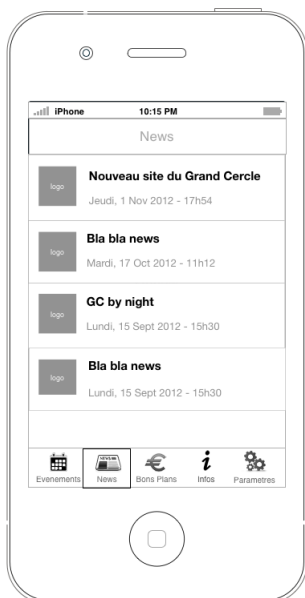 iPhone 10:15 PM
News
logo
Nouveau site du Grand Cercle
Jeudi, 1 Nov 2012 - 17h54
logo
Bla bla news
Mardi, 17 Oct 2012 - 11h12
logo
GC by night
Lundi, 15 Sept 2012 - 15h30
logo
Bla bla news
Lundi, 15 Sept 2012 - 15h30
Evenements News Bons Plans Infos Parametres